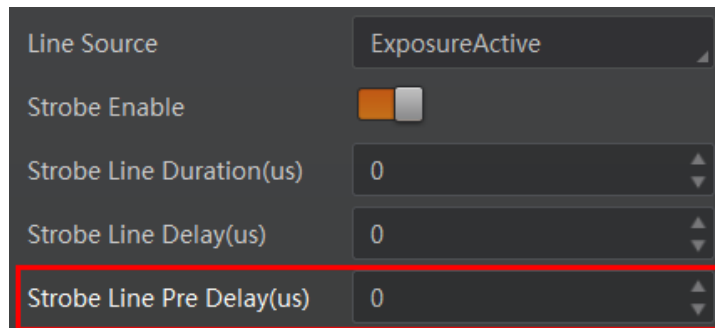 Line Source ExposureActive
Strobe Enable
Strobe Line Duration(us) 0
Strobe Line Delay(us) 0
Strobe Line Pre Delay(us) 0